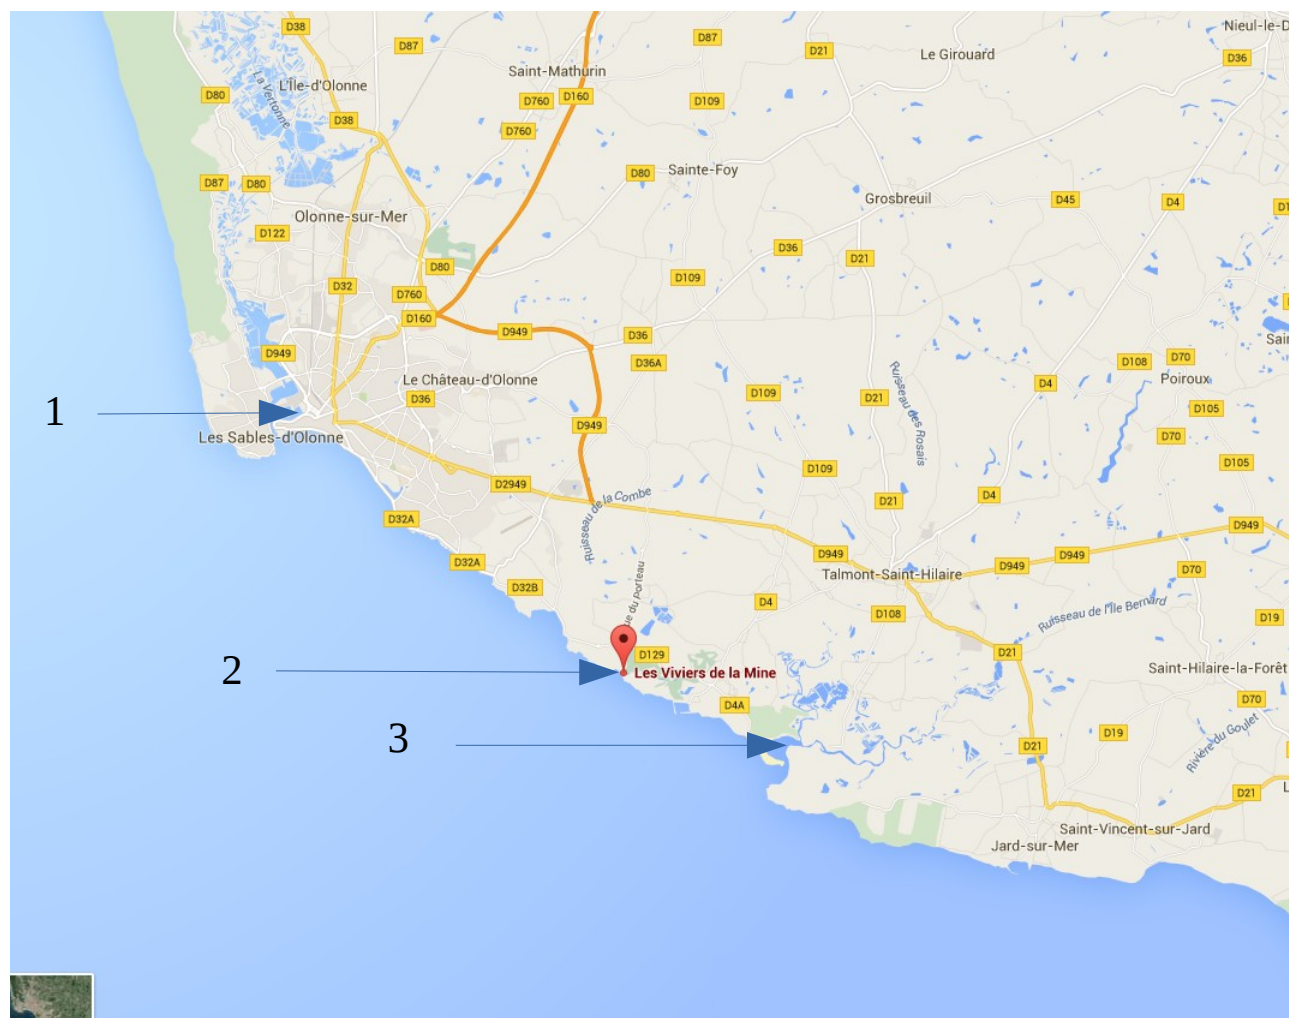 D38
D87
D87
D21
Le Girouard
Nieul-le-D
D36
Saint-Mathurin
L'Île-d'Olonne
La Vertonne
D80
D760
D160
D109
D38
D760
D80
Sainte-Foy
D87
D80
Grosbreuil
D45
D4
D1
Olonne-sur-Mer
D122
D36
D21
D80
D109
D32
D760
D160
D949
D36
Sain
D949
D36A
D108
D70
Poiroux
Le Château-d'Olonne
D36
D109
Ruisseau des Rosais
D21
D4
D105
1
D949
Les Sables-d'Olonne
D70
D109
D105
D2949
Ruisseau de la Combe
D21
D4
D32A
D949
D949
D949
D949
D32A
Talmont-Saint-Hilaire
D70
D32B
ue du Porteau
D4
D108
Ruisseau de l'Île Bernard
D19
2
D129
Les Viviers de la Mine
D21
Saint-Hilaire-la-Forêt
D4A
D70
3
D21
D19
Rivière du Goulet
D21
L
Saint-Vincent-sur-Jard
Jard-sur-Mer